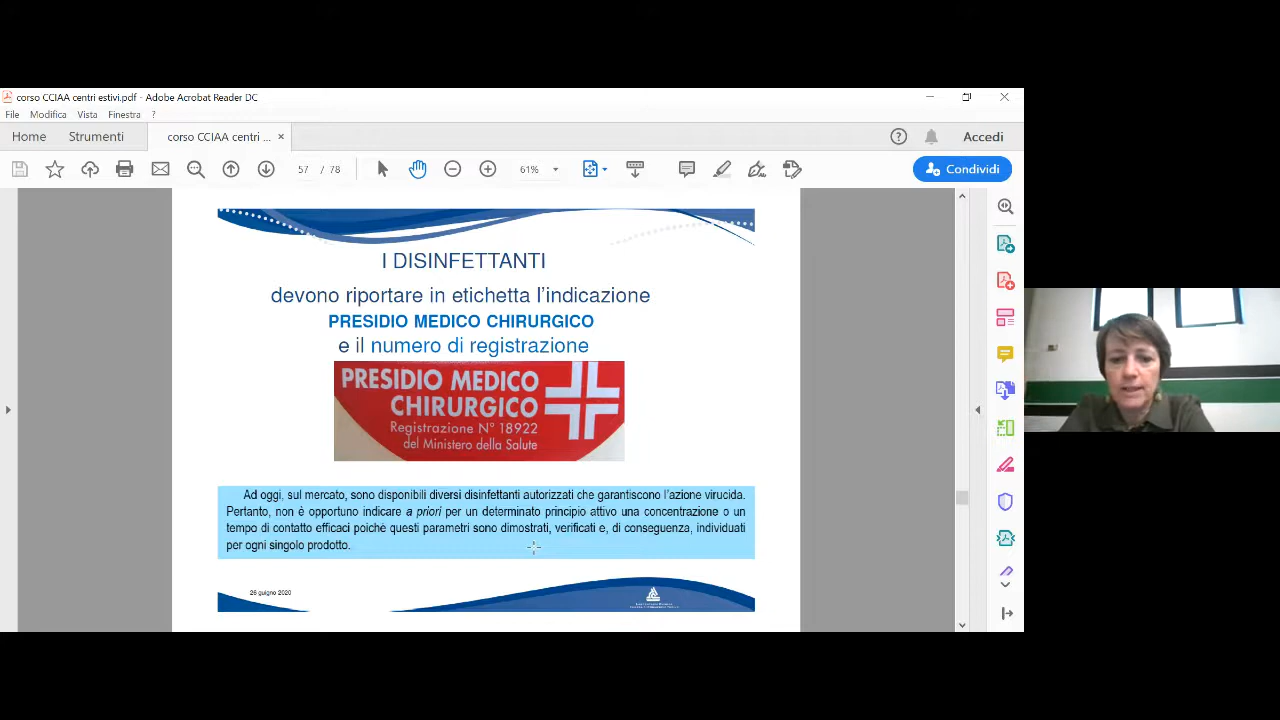 corso CCIAA centri estivi.pdf - Adobe Acrobat Reader DC
File Modifica Vista Finestra ?
Home Strumenti corso CCIAA centri ... × Accedi
57 / 78 61% Condividi
I DISINFETTANTI
devono riportare in etichetta l'indicazione
PRESIDIO MEDICO CHIRURGICO
e il numero di registrazione
PRESIDIO MEDICO
CHIRURGICO
Registrazione N° 18922
del Ministero della Salute
Ad oggi, sul mercato, sono disponibili diversi disinfettanti autorizzati che garantiscono l'azione virucida.
Pertanto, non è opportuno indicare a priori per un determinato principio attivo una concentrazione o un
tempo di contatto efficaci poiché questi parametri sono dimostrati, verificati e, di conseguenza, individuati
per ogni singolo prodotto.
26 guigno 2020